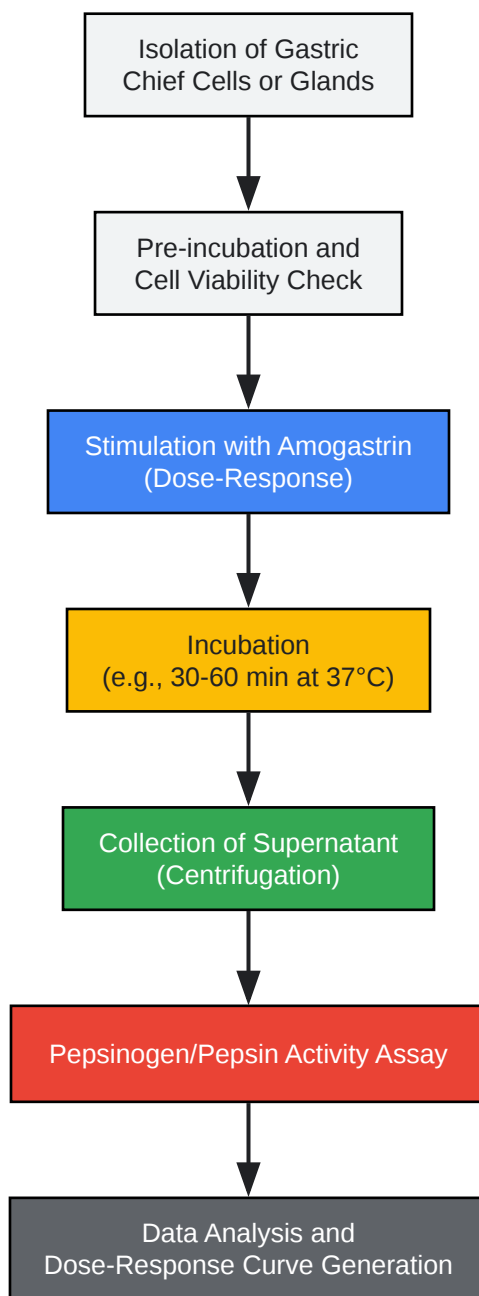 Isolation of Gastric
Chief Cells or Glands
Pre-incubation and
Cell Viability Check
Stimulation with Amogastrin
(Dose-Response)
Incubation
(e.g., 30-60 min at 37°C)
Collection of Supernatant
(Centrifugation)
Pepsinogen/Pepsin Activity Assay
Data Analysis and
Dose-Response Curve Generation